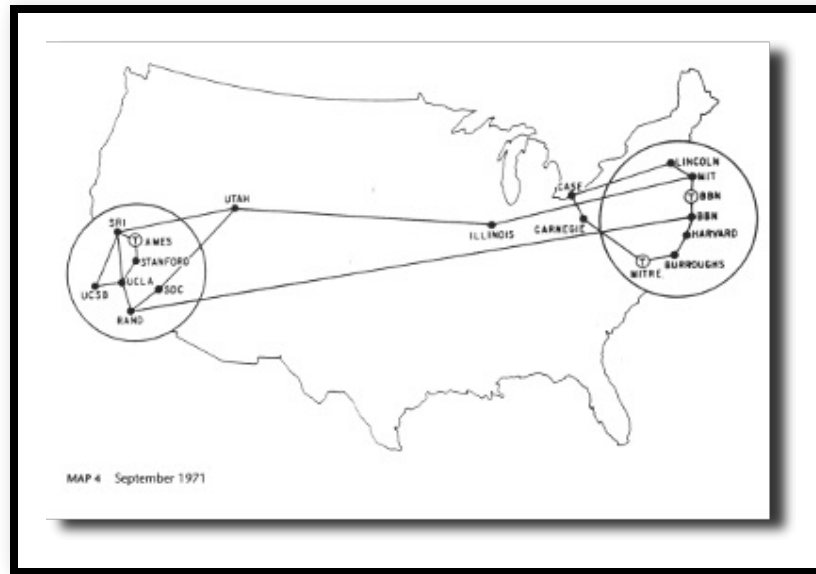 LINCOLN
MIT
CASE
T BBN
UTAH
BBN
SRI
ILLINOIS
CARNEGIE
HARVARD
T AMES
STANFORD
BURROUGHS
T
MITRE
UCLA
SDC
UCSB
RAND
MAP 4 September 1971